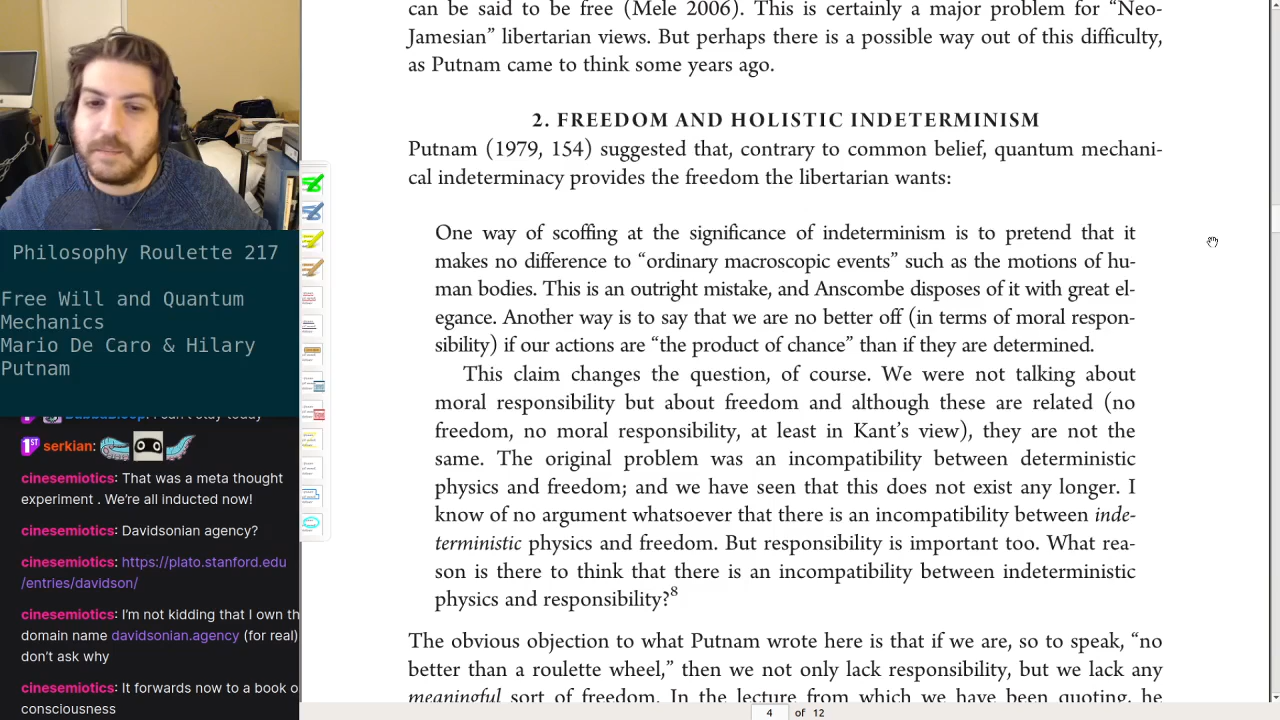 can be said to be free (Mele 2006). This is certainly a major problem for “Neo-
Jamesian” libertarian views. But perhaps there is a possible way out of this difficulty,
as Putnam came to think some years ago.
2. FREEDOM AND HOLISTIC INDETERMINISM
Putnam (1979, 154) suggested that, contrary to common belief, quantum mechani-
cal indeterminacy provides the freedom the libertarian wants:
One way of scoffing at the significance of indeterminism is to pretend that it
makes no difference to “ordinary macroscopic events” such as the motions of hu-
man bodies. This is an outright mistake, and Anscombe disposes of it with great el-
egance. Another way is to say that we are no better off (in terms of moral respon-
sibility) if our actions are “the product of chance” than if they are determined.
This claim changes the question, of course. We were not talking about
moral responsibility but about freedom and although these are related (no
freedom, no moral responsibility, at least in Kant’s view), they are not the
same. The original problem was an incompatibility between deterministic
physics and freedom; and we have seen that this does not exist any longer. I
know of no argument whatsoever that there is an incompatibility between inde-
terministic physics and freedom. But responsibility is important too. What rea-
son is there to think that there is an incompatibility between indeterministic
physics and responsibility?8
The obvious objection to what Putnam wrote here is that if we are, so to speak, “no
better than a roulette wheel,” then we not only lack responsibility, but we lack any
meaningful sort of freedom. In the lecture from which we have been quoting, he
4 of 12
Philosophy Roulette 217
Free Will and Quantum
Mechanics
Mario De Caro & Hilary
Putnam
serkian:
cinesemiotics: That was a meta thought
experiment . We’re all inducted now!
cinesemiotics: Davidsonian agency?
cinesemiotics: https://plato.stanford.edu
/entries/davidson/
cinesemiotics: I’m not kidding that I own th
domain name davidsonian.agency (for real)
don’t ask why
cinesemiotics: It forwards now to a book o
consciousness